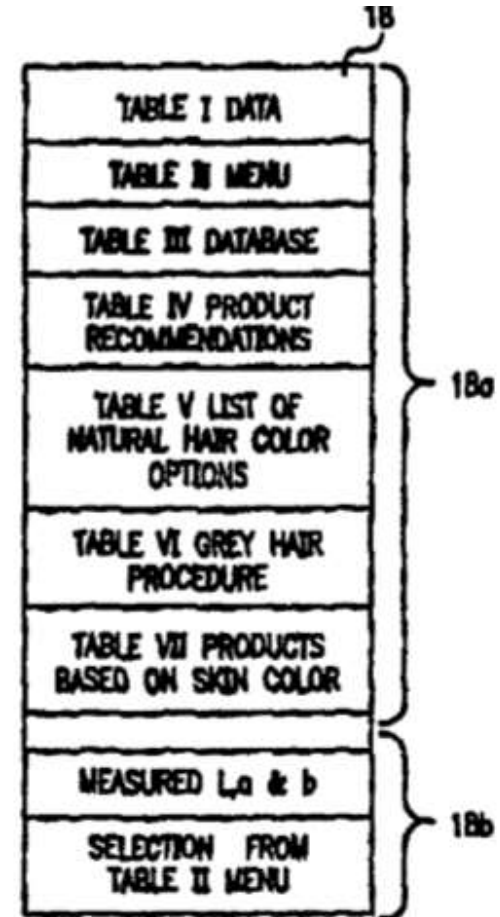 18
TABLE I DATA
TABLE II MENU
TABLE III DATABASE
TABLE IV PRODUCT
RECOMMENDATIONS
TABLE V LIST OF
NATURAL HAIR COLOR
OPTIONS
TABLE VI GREY HAIR
PROCEDURE
TABLE VII PRODUCTS
BASED ON SKIN COLOR
18a
MEASURED L,a & b
SELECTION FROM
TABLE II MENU
18b